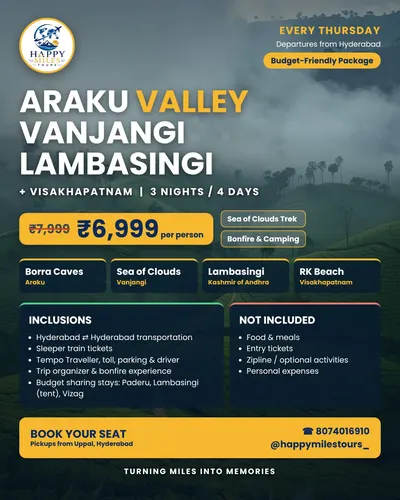 HAPPY
MILES
TOURS
EVERY THURSDAY
Departures from Hyderabad
Budget-Friendly Package
ARAKU VALLEY
VANJANGI
LAMBASINGI
+ VISAKHAPATNAM | 3 NIGHTS / 4 DAYS
₹7,999 ₹6,999 per person
Sea of Clouds Trek
Bonfire & Camping
Borra Caves
Araku
Sea of Clouds
Vanjangi
Lambasingi
Kashmir of Andhra
RK Beach
Visakhapatnam
INCLUSIONS
• Hyderabad ⇄ Hyderabad transportation
• Sleeper train tickets
• Tempo Traveller, toll, parking & driver
• Trip organizer & bonfire experience
• Budget sharing stays: Paderu, Lambasingi
(tent), Vizag
NOT INCLUDED
• Food & meals
• Entry tickets
• Zipline / optional activities
• Personal expenses
BOOK YOUR SEAT
Pickups from Uppal, Hyderabad
☎ 8074016910
@happymilestours_
TURNING MILES INTO MEMORIES